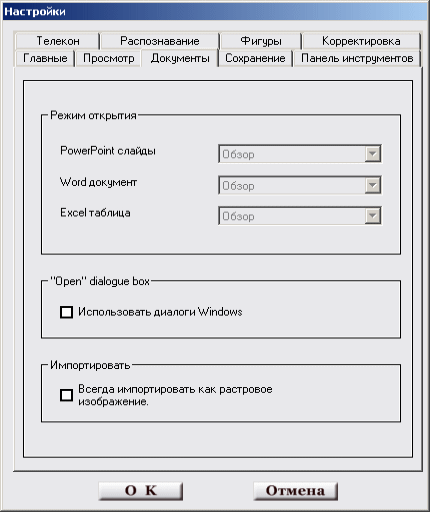 Настройки
Телекон Распознавание Фигуры Корректировка
Главные Просмотр Документы Сохранение Панель инструментов
Режим открытия
PowerPoint слайды Обзор
Word документ Обзор
Excel таблица Обзор
"Open" dialogue box
Использовать диалоги Windows
Импортировать
Всегда импортировать как растровое
изображение.
О К Отмена